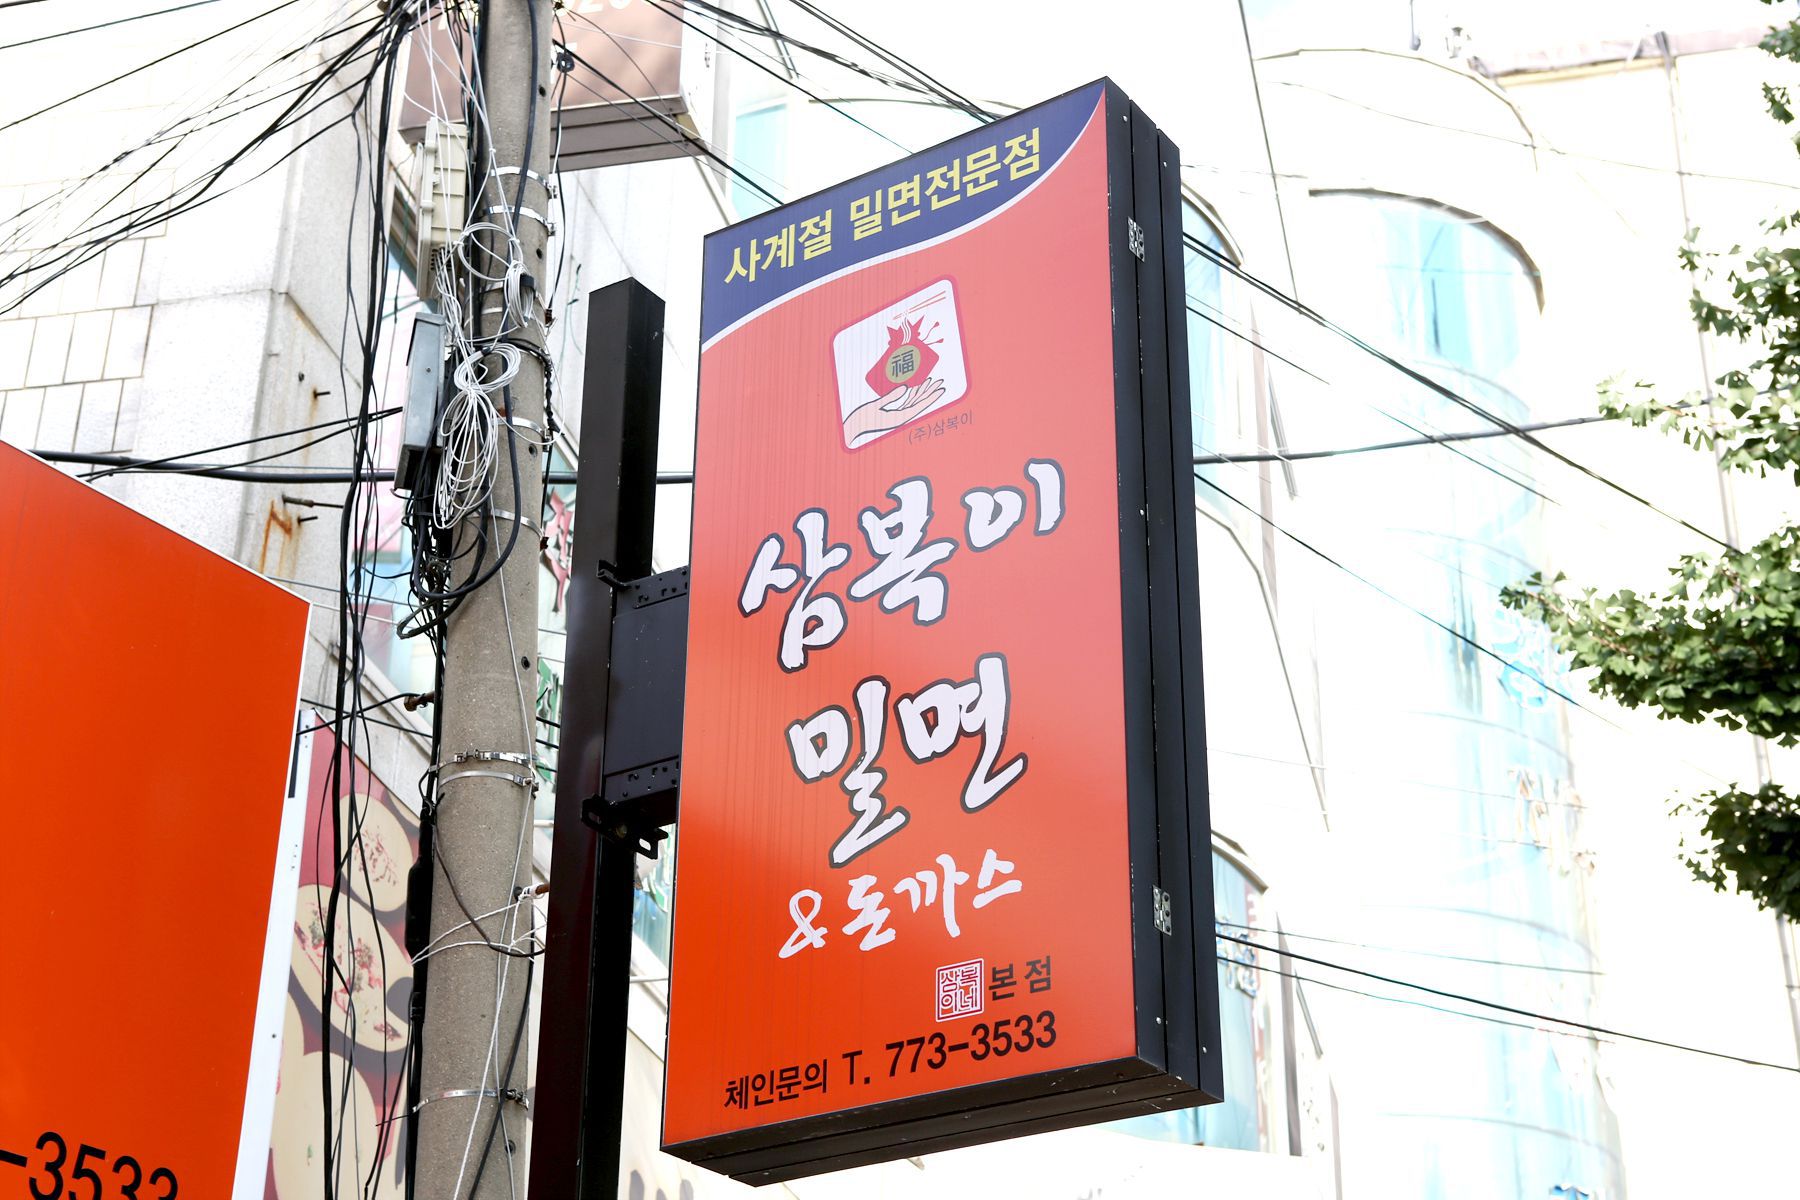 사계절 밀면전문점
福
(주)삼복이
삼복이
밀면
&돈까스
삼복
이네
본점
체인문의 T. 773-3533
-3533